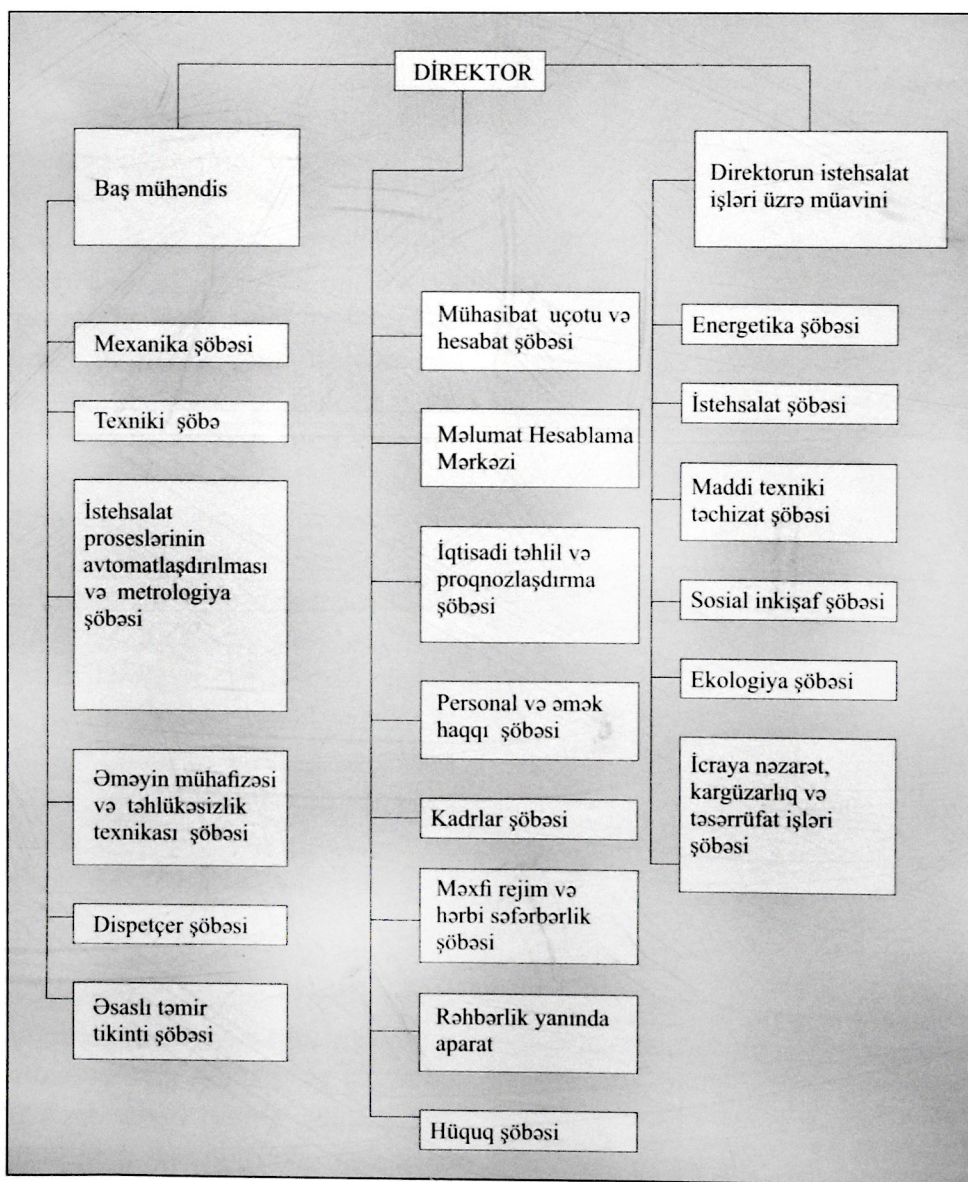 DİREKTOR
Baş mühəndis
Mexanika şöbəsi
Texniki şöbə
İstehsalat
proseslərinin
avtomatlaşdırılması
və metrologiya
şöbəsi
Əməyin mühafizəsi
və təhlükəsizlik
texnikası şöbəsi
Dispetçer şöbəsi
Əsaslı təmir
tikinti şöbəsi
Mühasibat uçotu və
hesabat şöbəsi
Məlumat Hesablama
Mərkəzi
İqtisadi təhlil və
proqnozlaşdırma
şöbəsi
Personal və əmək
haqqı şöbəsi
Kadrlar şöbəsi
Məxfi rejim və
hərbi səfərbərlik
şöbəsi
Rəhbərlik yanında
aparat
Hüquq şöbəsi
Direktorun istehsalat
işləri üzrə müavini
Energetika şöbəsi
İstehsalat şöbəsi
Maddi texniki
təchizat şöbəsi
Sosial inkişaf şöbəsi
Ekologiya şöbəsi
İcraya nəzarət,
kargüzarlıq və
təsərrüfat işləri
şöbəsi